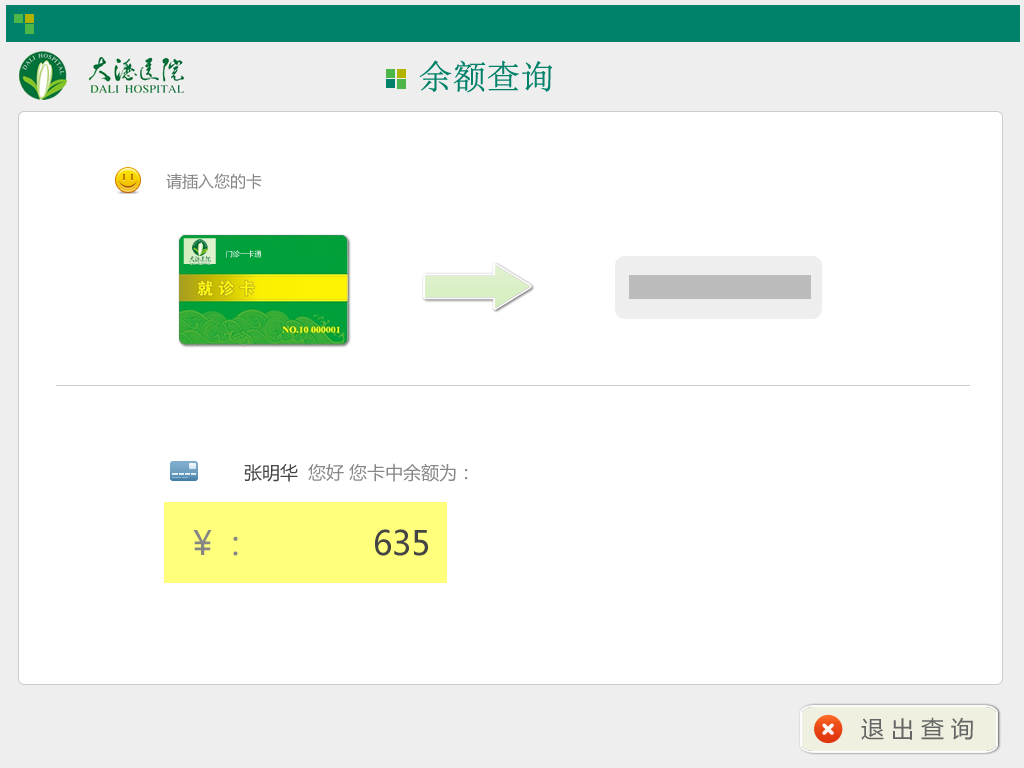 DALI HOSPITAL
大港医院
DALI HOSPITAL
余额查询
请插入您的卡
大港医院
门诊一卡通
就诊卡
NO.10 000001
张明华 您好 您卡中余额为：
¥ ： 635
退出查询